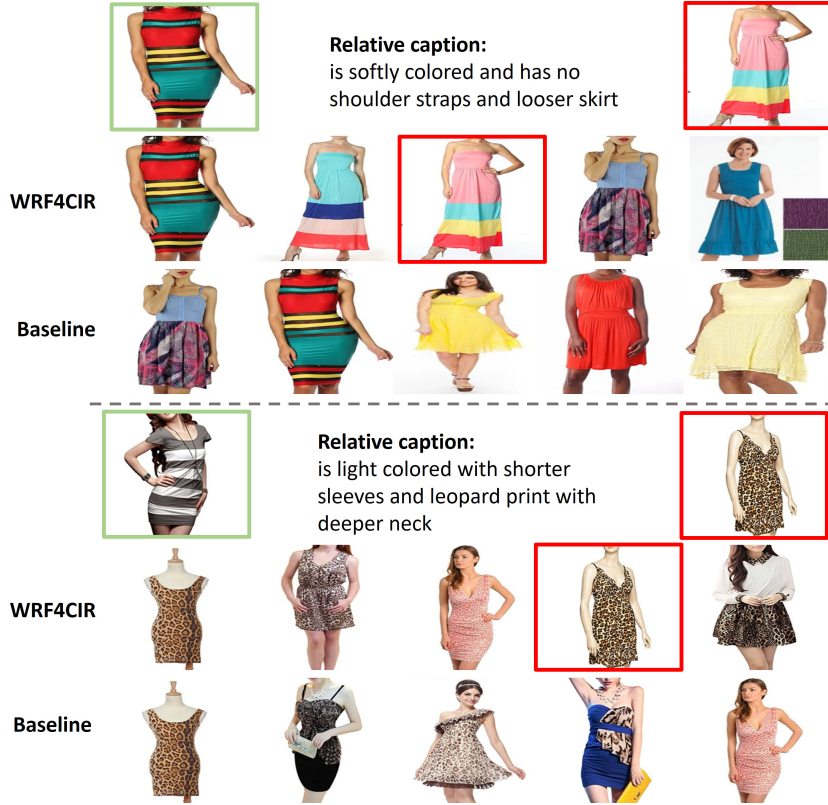 Relative caption:
is softly colored and has no
shoulder straps and looser skirt
WRF4CIR
Baseline
Relative caption:
is light colored with shorter
sleeves and leopard print with
deeper neck
WRF4CIR
Baseline